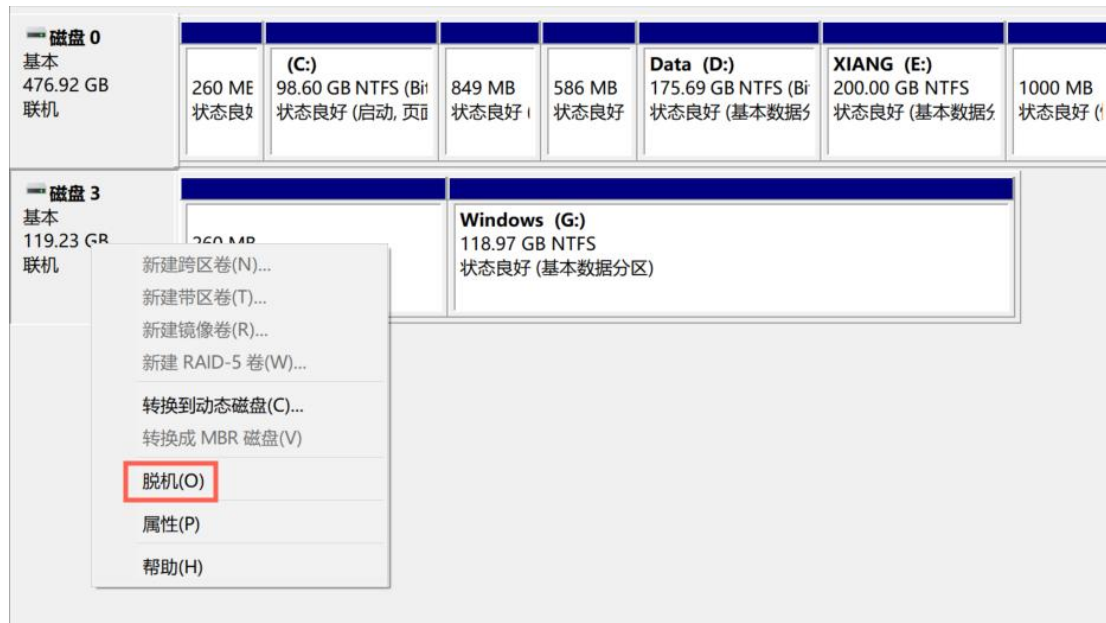 磁盘 0
基本
476.92 GB
联机
260 ME
状态良好
(C:)
98.60 GB NTFS (Bit
状态良好 (启动, 页面
849 MB
状态良好 (
586 MB
状态良好
Data (D:)
175.69 GB NTFS (Bit
状态良好 (基本数据分
XIANG (E:)
200.00 GB NTFS
状态良好 (基本数据分
1000 MB
状态良好 (
磁盘 3
基本
119.23 GB
联机
260 MB
Windows (G:)
118.97 GB NTFS
状态良好 (基本数据分区)
新建跨区卷(N)...
新建带区卷(T)...
新建镜像卷(R)...
新建 RAID-5 卷(W)...
转换到动态磁盘(C)...
转换成 MBR 磁盘(V)
脱机(O)
属性(P)
帮助(H)